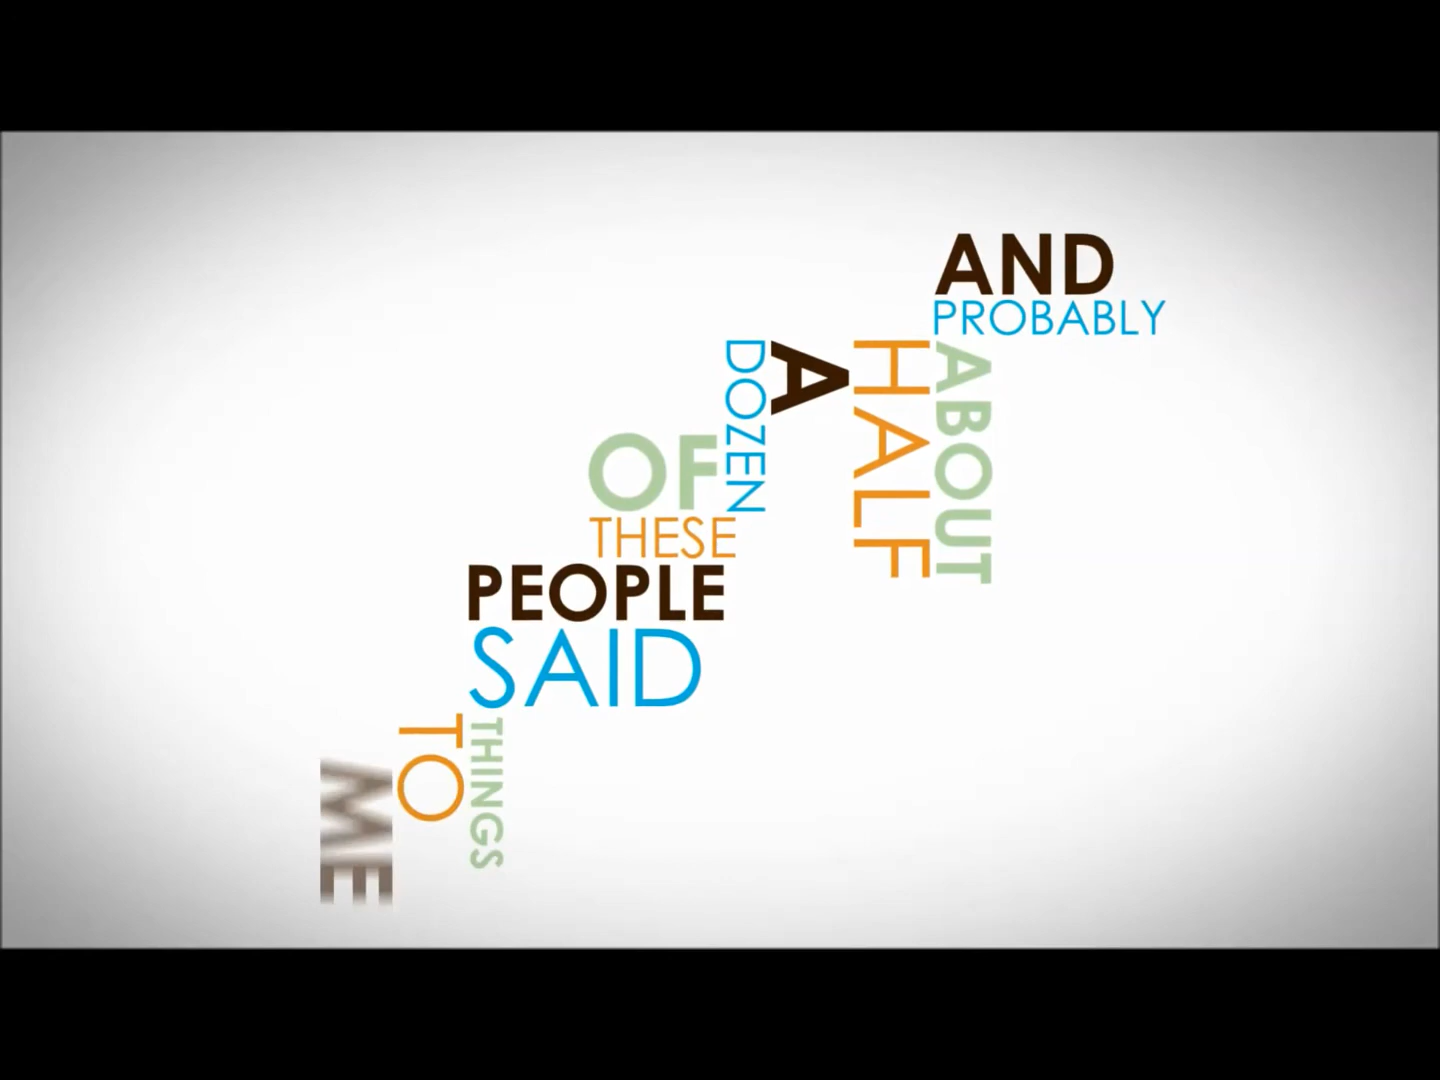 AND
PROBABLY
ABOUT
HALF
A
DOZEN
OF
THESE
PEOPLE
SAID
THINGS
TO
ME